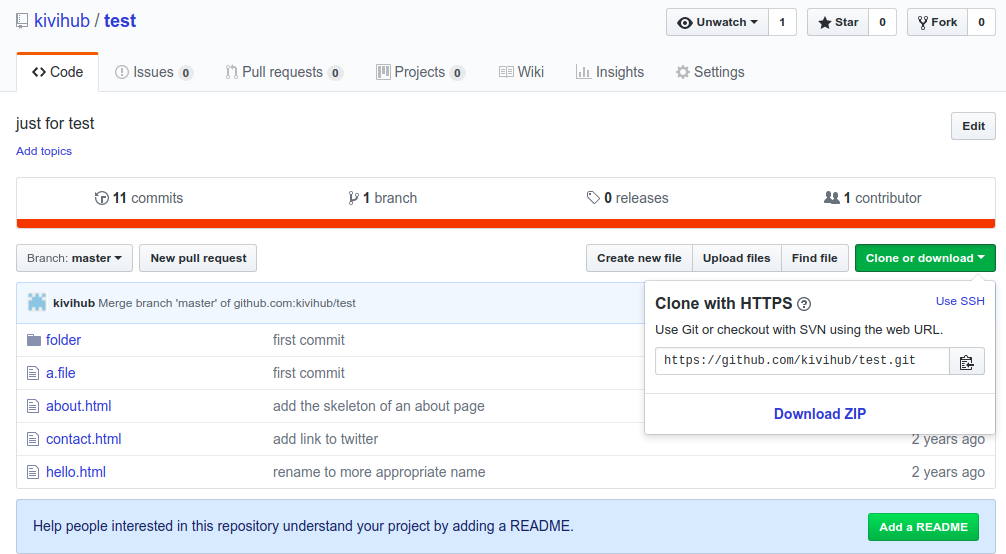 kivihub / test
Unwatch 1 Star 0 Fork 0
Code Issues 0 Pull requests 0 Projects 0 Wiki Insights Settings
just for test
Edit
Add topics
11 commits 1 branch 0 releases 1 contributor
Branch: master New pull request Create new file Upload files Find file Clone or download
kivihub Merge branch 'master' of github.com:kivihub/test
folder first commit
a.file first commit
about.html add the skeleton of an about page
contact.html add link to twitter 2 years ago
hello.html rename to more appropriate name 2 years ago
Clone with HTTPS ? Use SSH
Use Git or checkout with SVN using the web URL.
https://github.com/kivihub/test.git
Download ZIP
Help people interested in this repository understand your project by adding a README.
Add a README